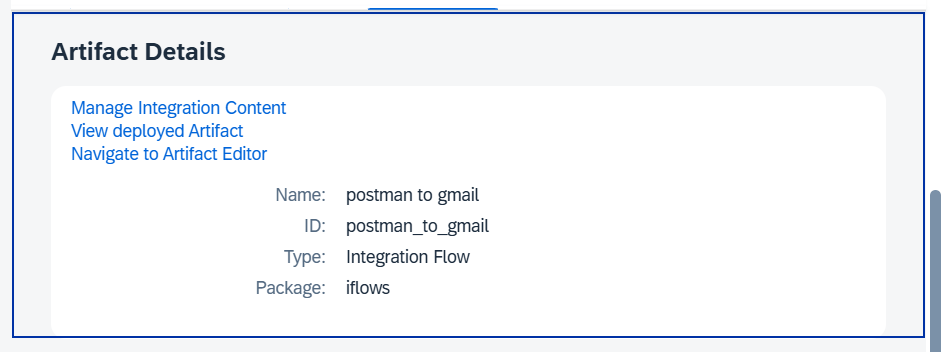 Artifact Details
Manage Integration Content
View deployed Artifact
Navigate to Artifact Editor
Name: postman to gmail
ID: postman_to_gmail
Type: Integration Flow
Package: iflows